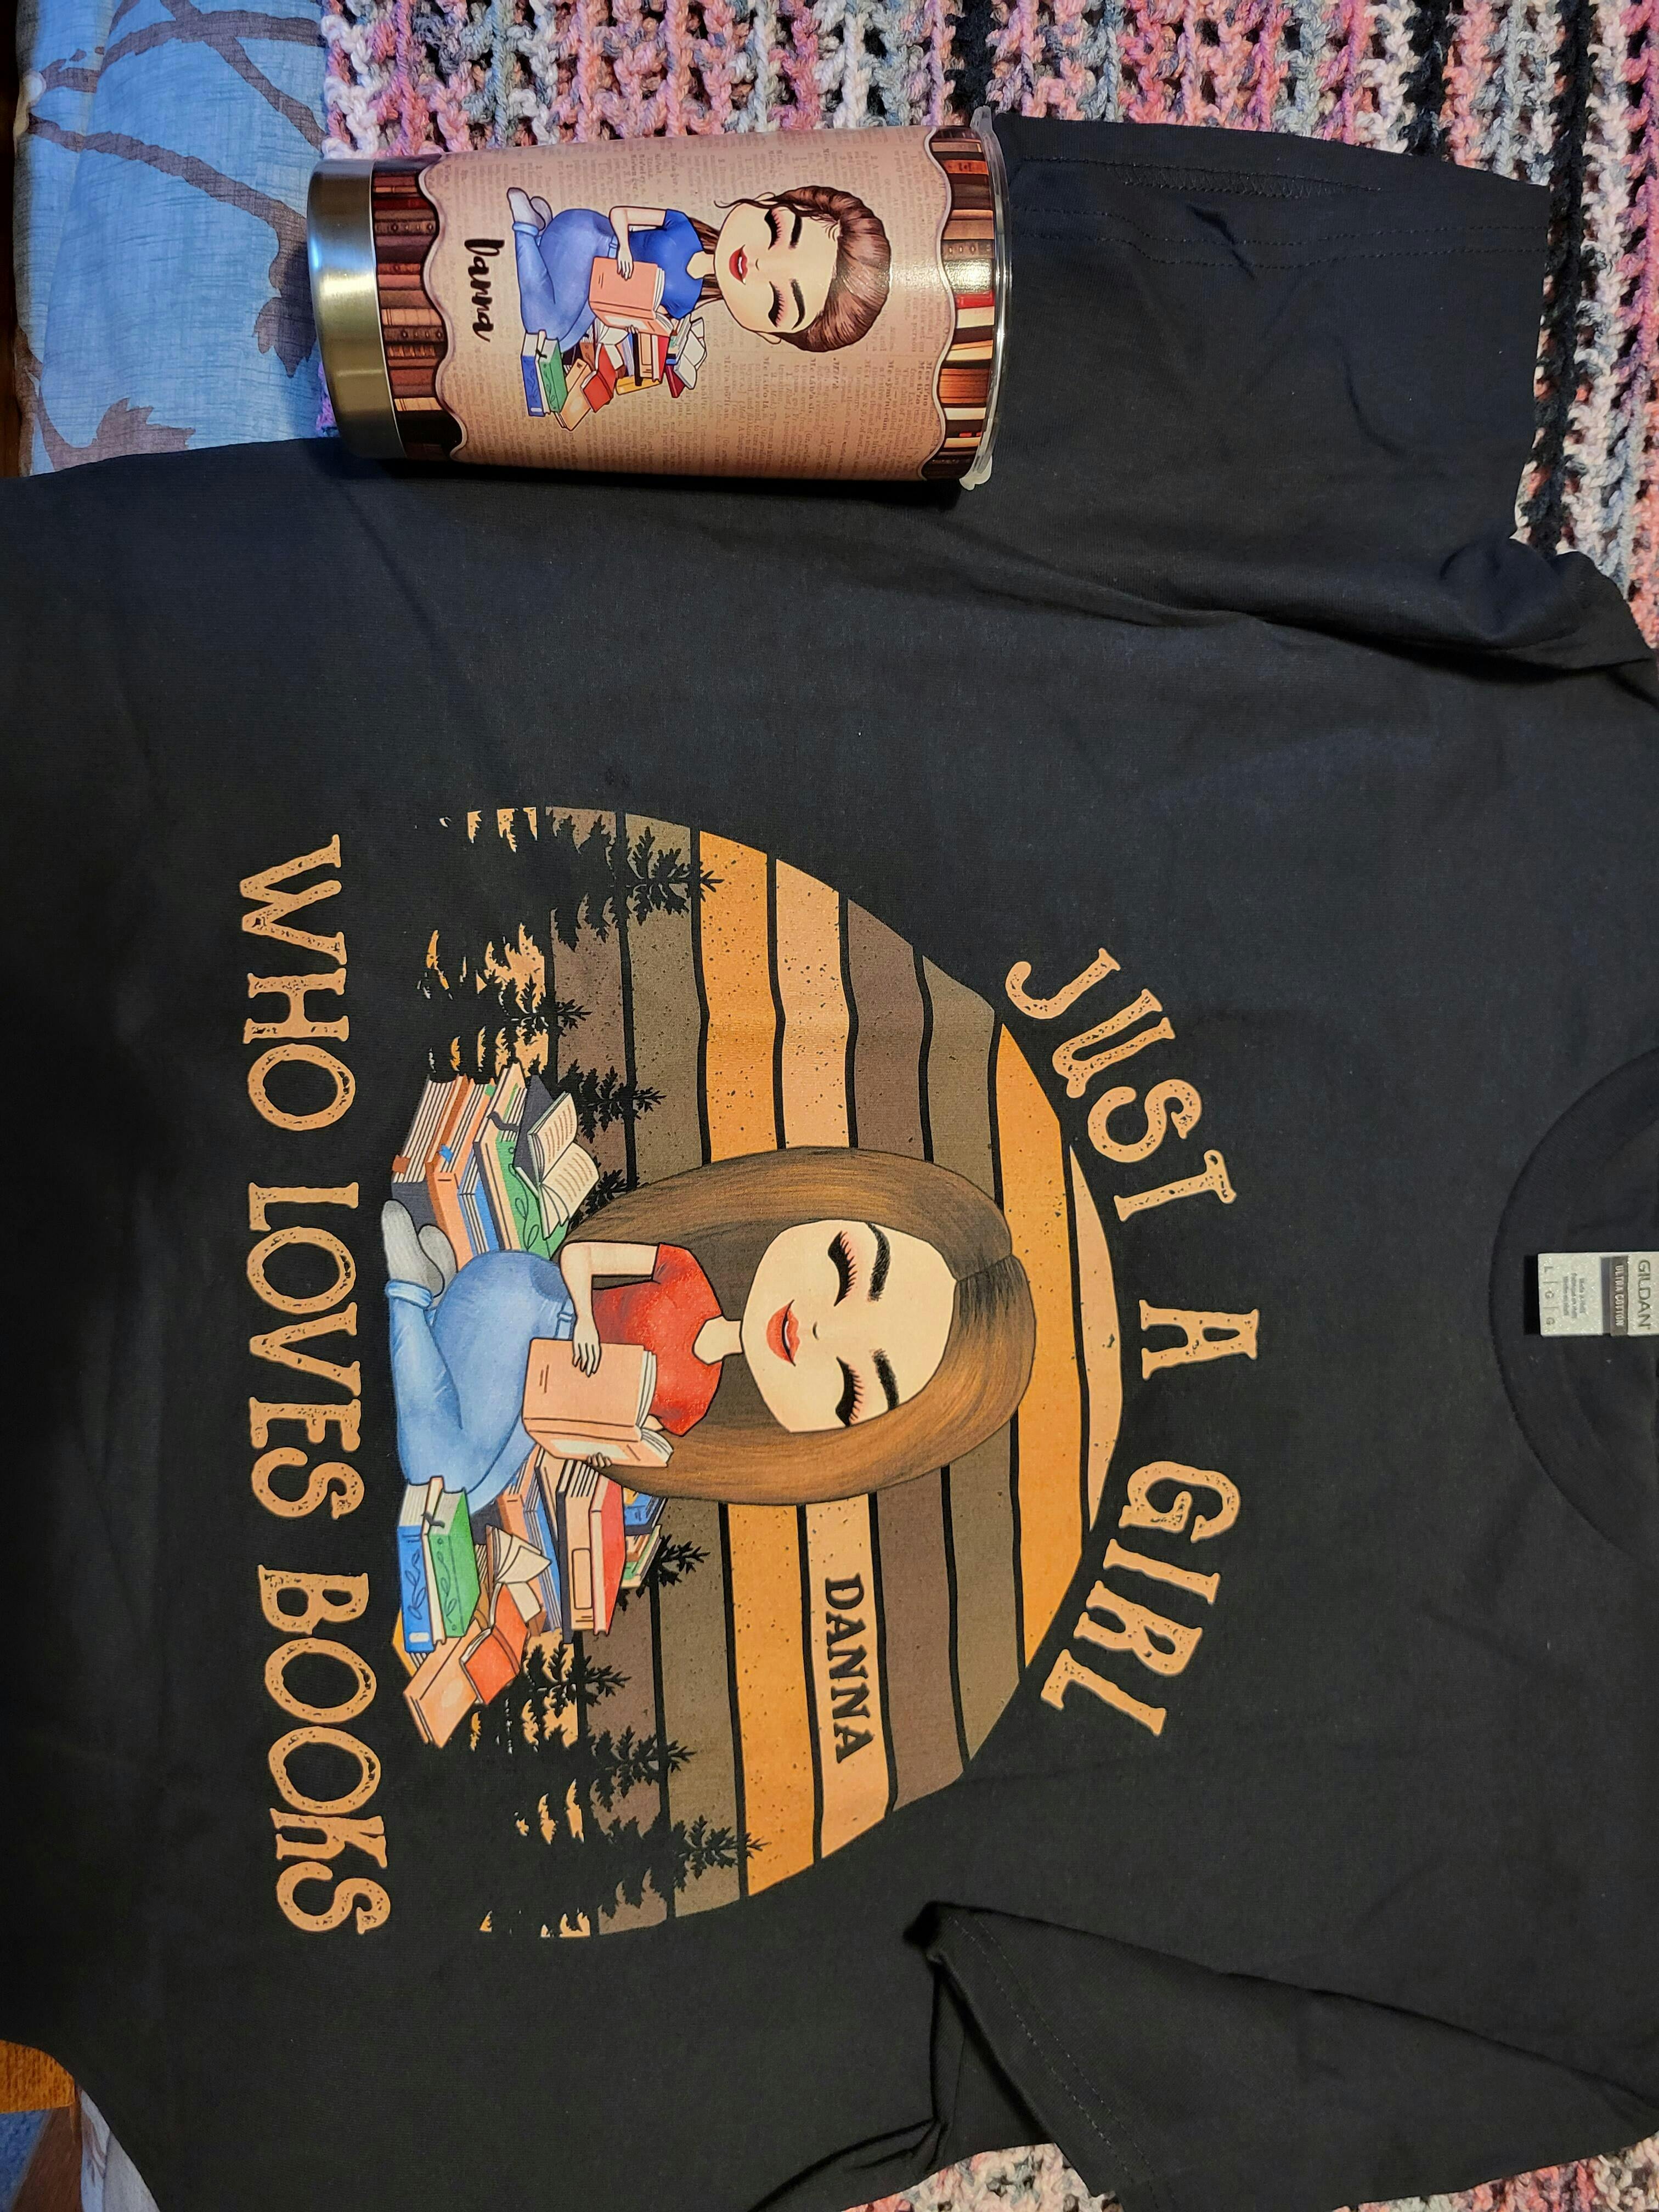 JUST A GIRL
DANNA
WHO LOVES BOOKS
Danna
GILDAN
ULTRA COTTON
L | G | G